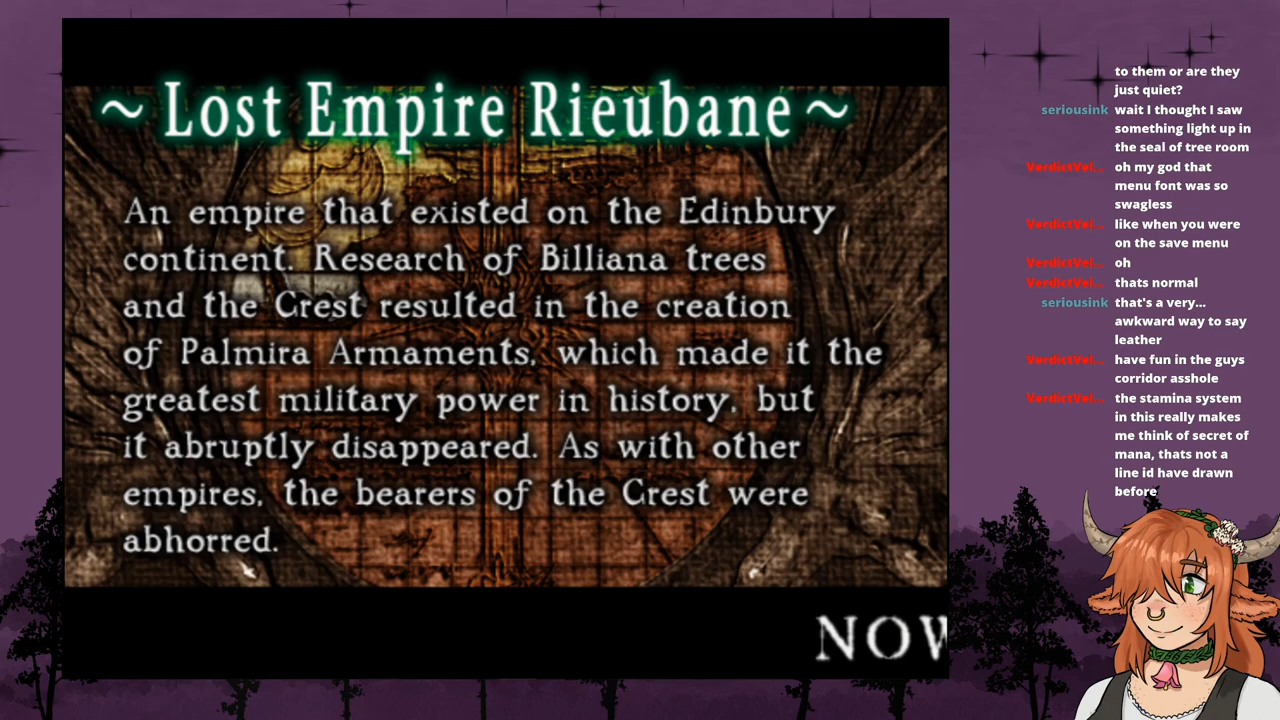 ~ Lost Empire Rieubane ~
An empire that existed on the Edinbury
continent. Research of Billiana trees
and the Crest resulted in the creation
of Palmira Armaments, which made it the
greatest military power in history, but
it abruptly disappeared. As with other
empires, the bearers of the Crest were
abhorred.
NOW
to them or are they
just quiet?
seriousink wait I thought I saw
something light up in
the seal of tree room
VerdictVel... oh my god that
menu font was so
swagless
VerdictVel... like when you were
on the save menu
VerdictVel... oh
VerdictVel... thats normal
seriousink that's a very...
awkward way to say
leather
VerdictVel... have fun in the guys
corridor asshole
VerdictVel... the stamina system
in this really makes
me think of secret of
mana, thats not a
line id have drawn
before